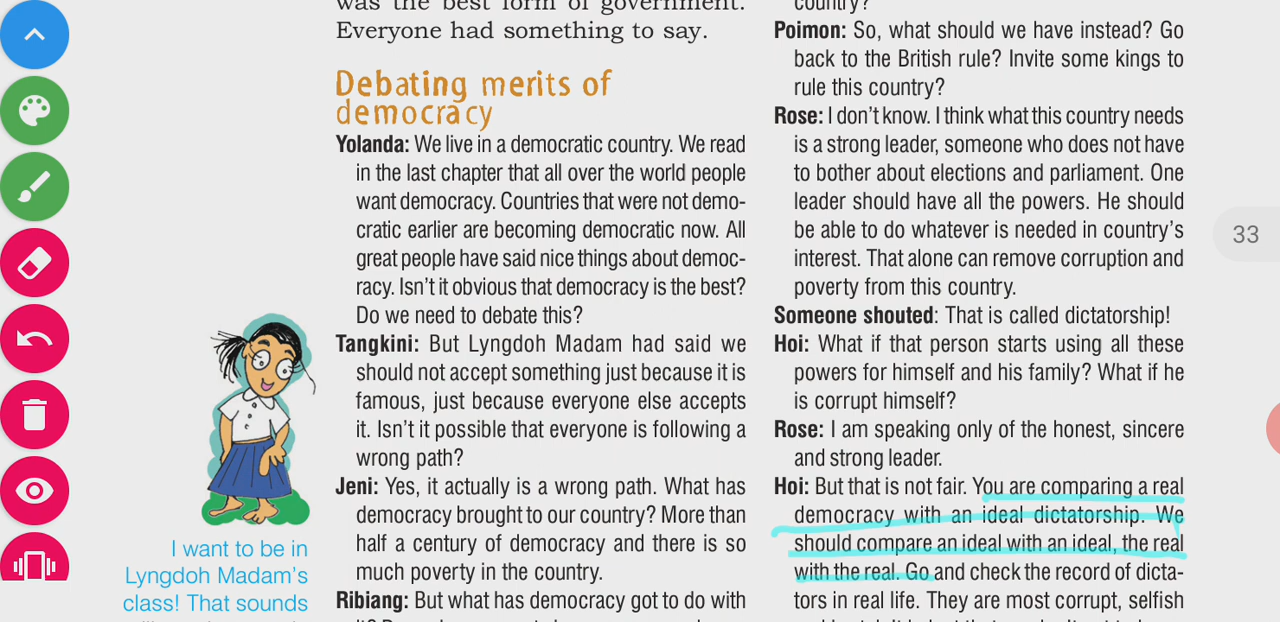 was the best form of government.
Everyone had something to say.
Debating merits of
democracy
Yolanda: We live in a democratic country. We read
in the last chapter that all over the world people
want democracy. Countries that were not demo-
cratic earlier are becoming democratic now. All
great people have said nice things about democ-
racy. Isn't it obvious that democracy is the best?
Do we need to debate this?
Tangkini: But Lyngdoh Madam had said we
should not accept something just because it is
famous, just because everyone else accepts
it. Isn't it possible that everyone is following a
wrong path?
Jeni: Yes, it actually is a wrong path. What has
democracy brought to our country? More than
half a century of democracy and there is so
much poverty in the country.
Ribiang: But what has democracy got to do with
I want to be in
Lyngdoh Madam's
class! That sounds
country?
Poimon: So, what should we have instead? Go
back to the British rule? Invite some kings to
rule this country?
Rose: I don't know. I think what this country needs
is a strong leader, someone who does not have
to bother about elections and parliament. One
leader should have all the powers. He should
be able to do whatever is needed in country's
interest. That alone can remove corruption and
poverty from this country.
Someone shouted: That is called dictatorship!
Hoi: What if that person starts using all these
powers for himself and his family? What if he
is corrupt himself?
Rose: I am speaking only of the honest, sincere
and strong leader.
Hoi: But that is not fair. You are comparing a real
democracy with an ideal dictatorship. We
should compare an ideal with an ideal, the real
with the real. Go and check the record of dicta-
tors in real life. They are most corrupt, selfish
33